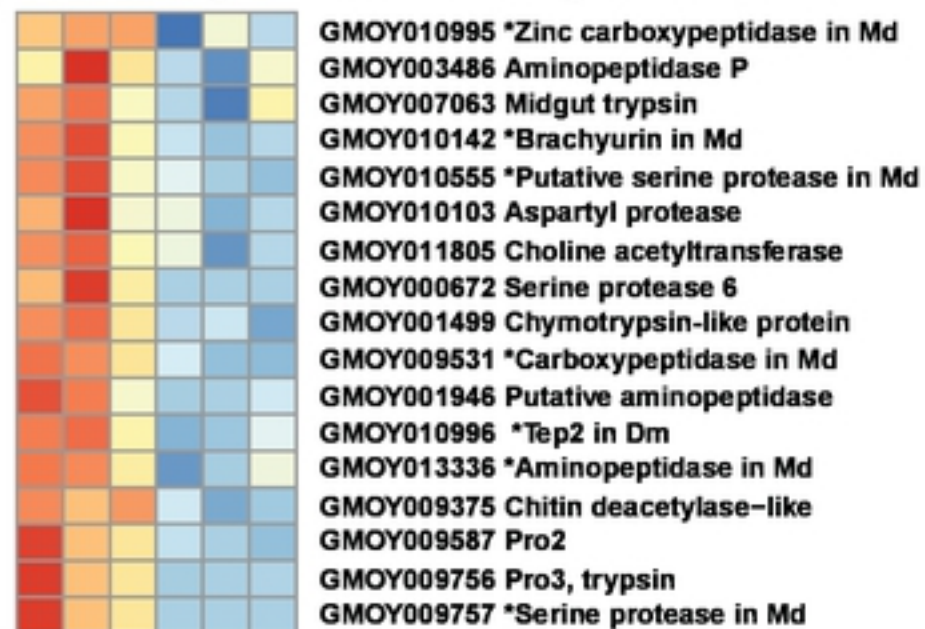 GMOY010995 *Zinc carboxypeptidase in Md
GMOY003486 Aminopeptidase P
GMOY007063 Midgut trypsin
GMOY010142 *Brachyurin in Md
GMOY010555 *Putative serine protease in Md
GMOY010103 Aspartyl protease
GMOY011805 Choline acetyltransferase
GMOY000672 Serine protease 6
GMOY001499 Chymotrypsin-like protein
GMOY009531 *Carboxypeptidase in Md
GMOY001946 Putative aminopeptidase
GMOY010996 *Tep2 in Dm
GMOY013336 *Aminopeptidase in Md
GMOY009375 Chitin deacetylase−like
GMOY009587 Pro2
GMOY009756 Pro3, trypsin
GMOY009757 *Serine protease in Md